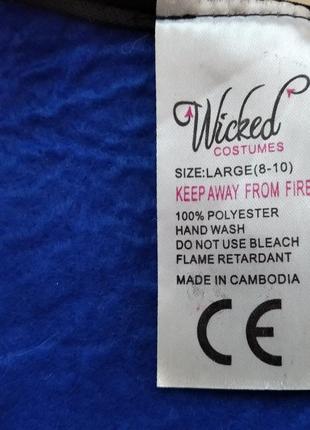 Wicked
COSTUMES
SIZE:LARGE(8-10)
KEEP AWAY FROM FIRE
100% POLYESTER
HAND WASH
DO NOT USE BLEACH
FLAME RETARDANT
MADE IN CAMBODIA
CE